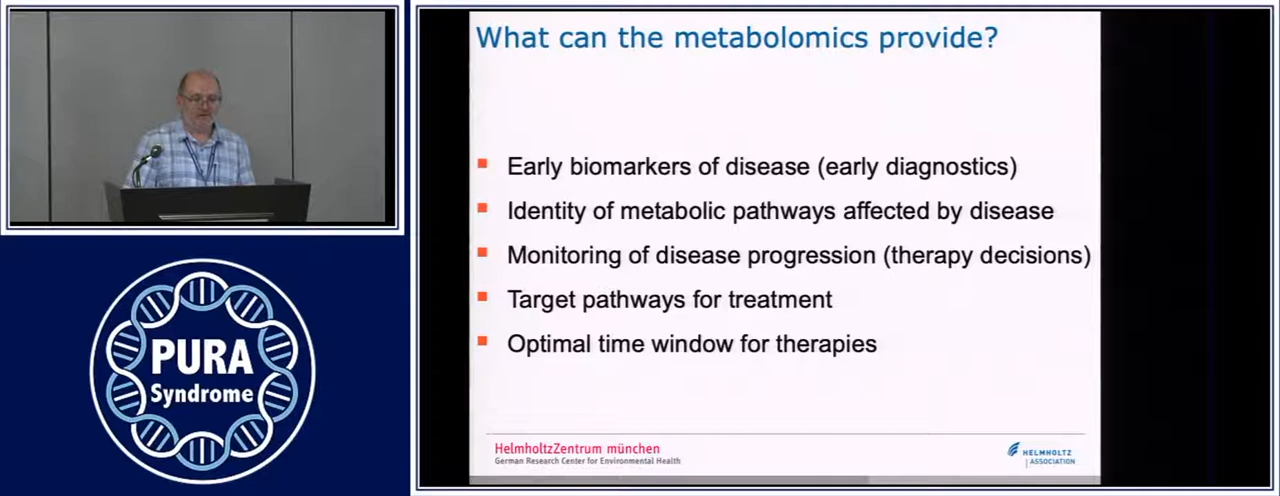 What can the metabolomics provide?
Early biomarkers of disease (early diagnostics)
Identity of metabolic pathways affected by disease
Monitoring of disease progression (therapy decisions)
Target pathways for treatment
Optimal time window for therapies
HelmholtzZentrum münchen
German Research Center for Environmental Health
HELMHOLTZ
ASSOCIATION
PURA
Syndrome